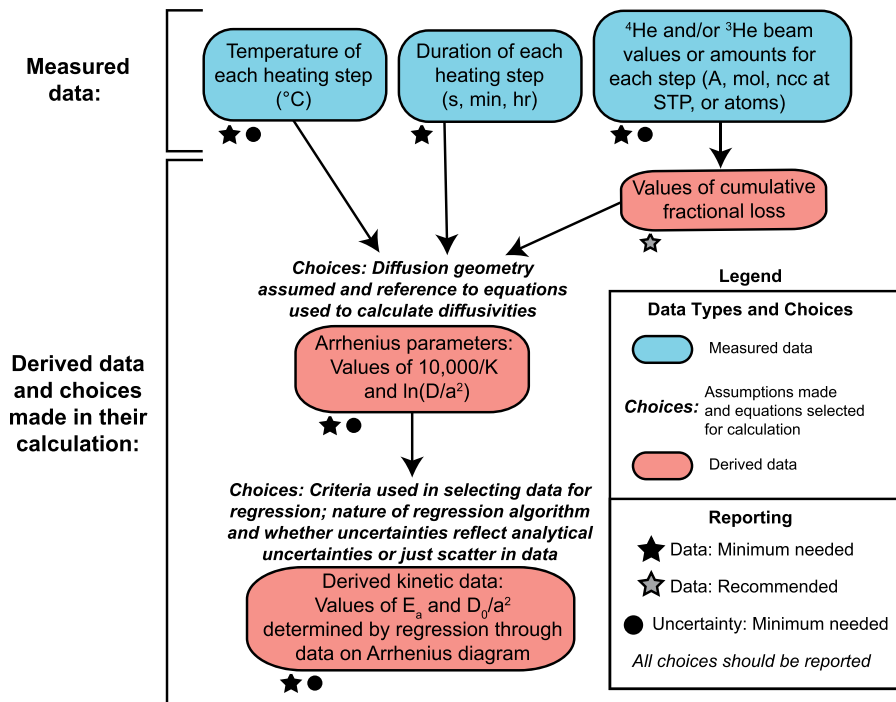 Measured
data:
Temperature of
each heating step
(°C)
Duration of each
heating step
(s, min, hr)
⁴He and/or ³He beam
values or amounts for
each step (A, mol, ncc at
STP, or atoms)
Values of cumulative
fractional loss
Derived data
and choices
made in their
calculation:
Choices: Diffusion geometry
assumed and reference to equations
used to calculate diffusivities
Arrhenius parameters:
Values of 10,000/K
and ln(D/a²)
Choices: Criteria used in selecting data for
regression; nature of regression algorithm
and whether uncertainties reflect analytical
uncertainties or just scatter in data
Derived kinetic data:
Values of Eₐ and D₀/a²
determined by regression through
data on Arrhenius diagram
Legend
Data Types and Choices
Measured data
Choices: Assumptions made
and equations selected
for calculation
Derived data
Reporting
Data: Minimum needed
Data: Recommended
Uncertainty: Minimum needed
All choices should be reported